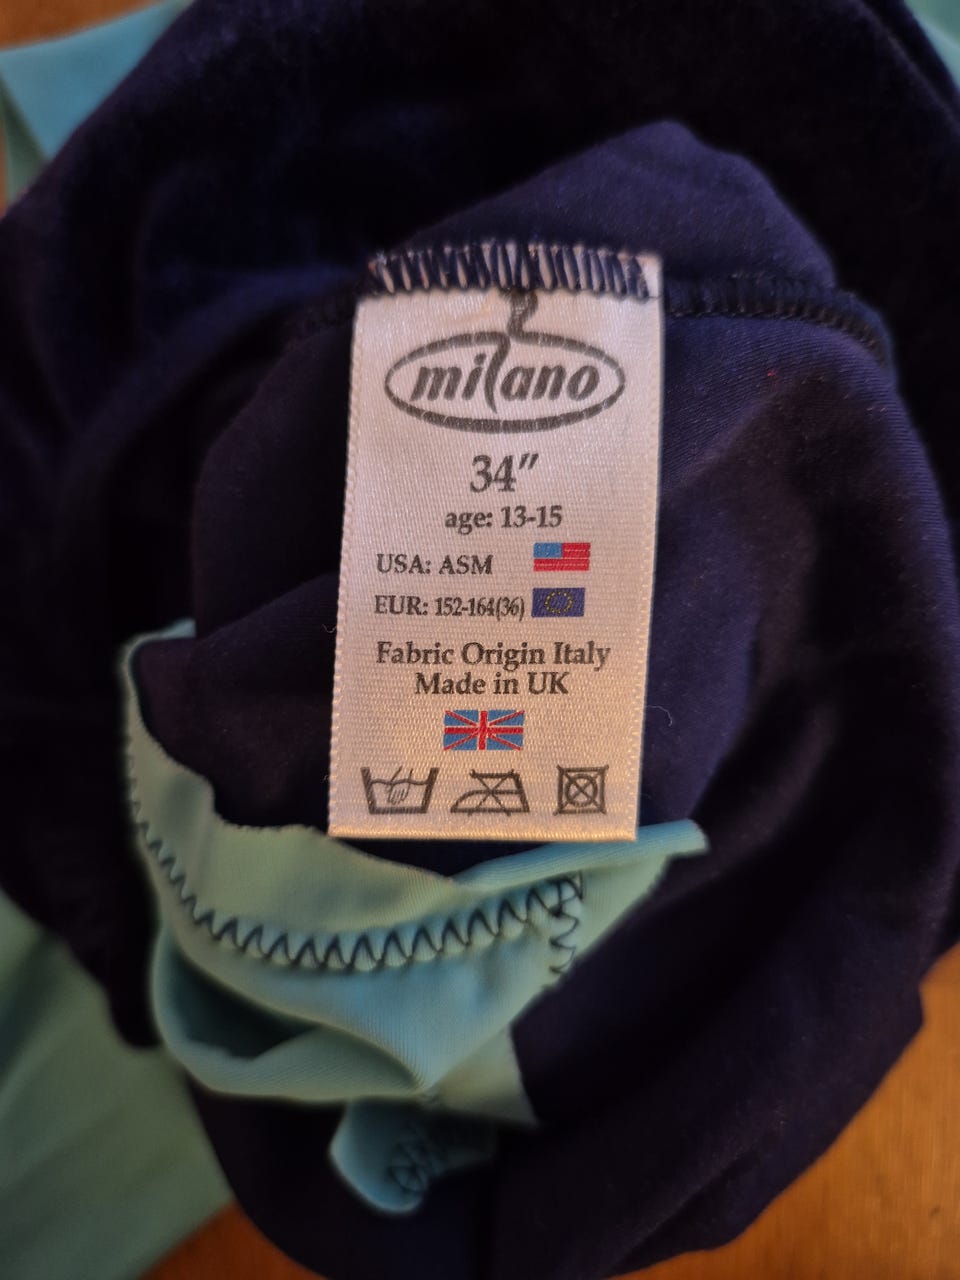 milano
34"
age: 13-15
USA: ASM
EUR: 152-164(36)
Fabric Origin Italy
Made in UK